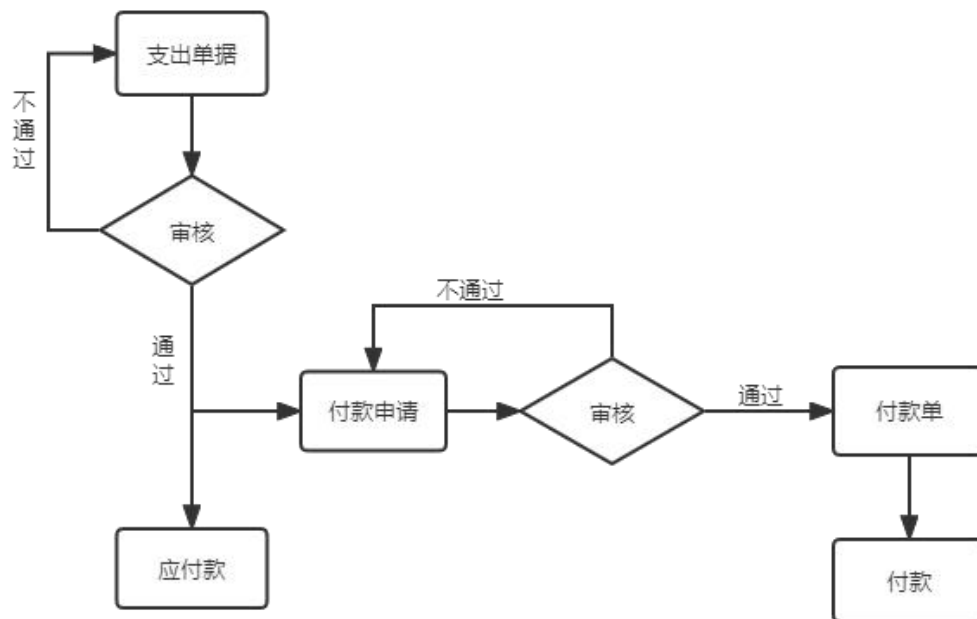 支出单据
不通过
审核
不通过
通过
付款申请
审核
通过
付款单
应付款
付款